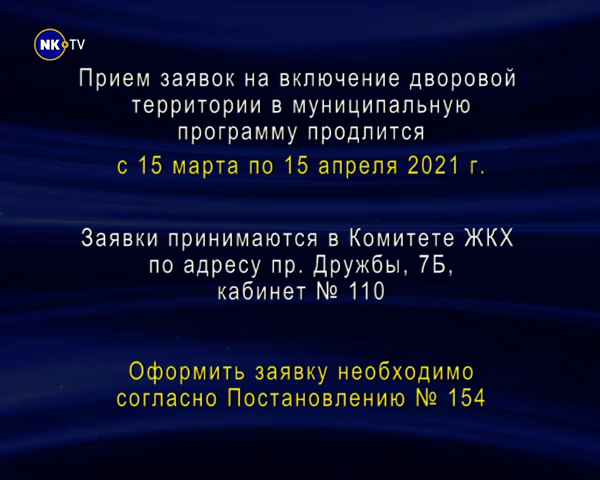 NK TV
Прием заявок на включение дворовой
территории в муниципальную
программу продлится
с 15 марта по 15 апреля 2021 г.
Заявки принимаются в Комитете ЖКХ
по адресу пр. Дружбы, 7Б,
кабинет № 110
Оформить заявку необходимо
согласно Постановлению № 154